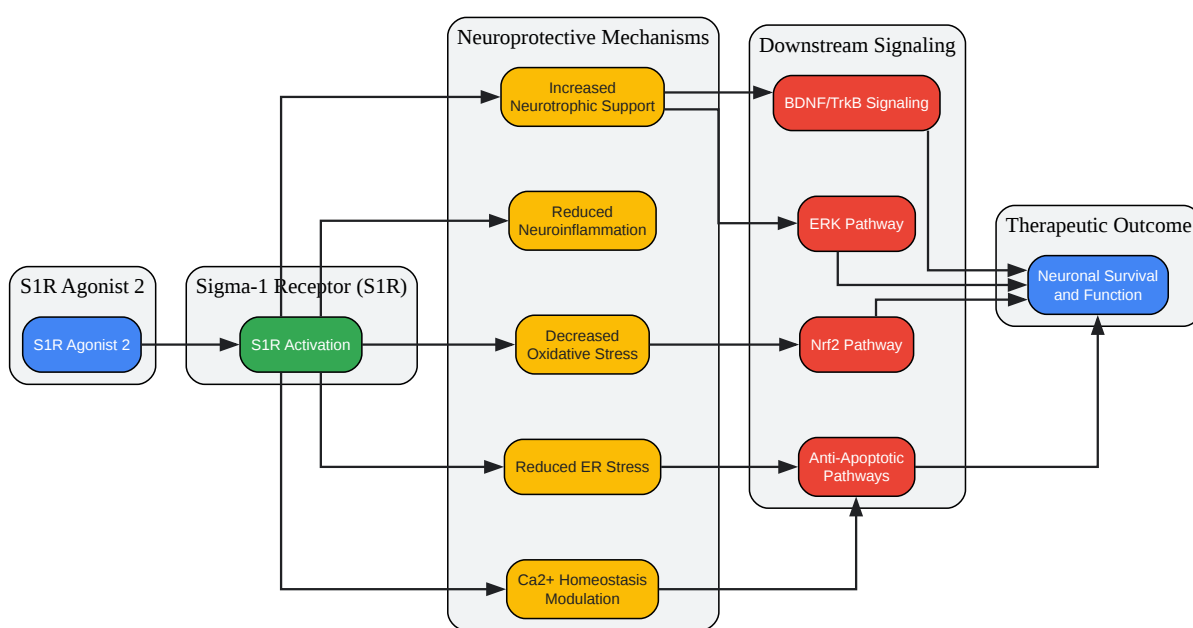 S1R Agonist 2
S1R Agonist 2
Sigma-1 Receptor (S1R)
S1R Activation
Neuroprotective Mechanisms
Increased
Neurotrophic Support
Reduced
Neuroinflammation
Decreased
Oxidative Stress
Reduced ER Stress
Ca2+ Homeostasis
Modulation
Downstream Signaling
BDNF/TrkB Signaling
ERK Pathway
Nrf2 Pathway
Anti-Apoptotic
Pathways
Therapeutic Outcome
Neuronal Survival
and Function